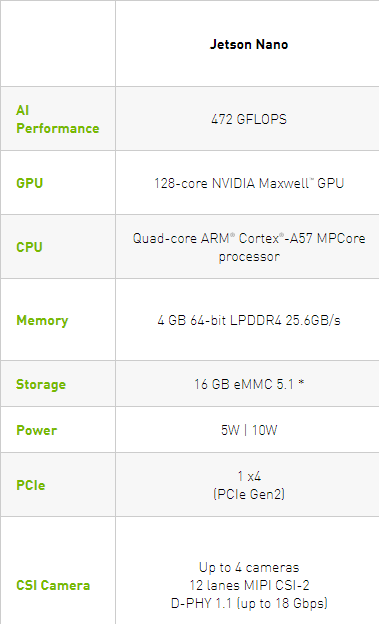 Jetson Nano
AI
Performance
472 GFLOPS
GPU
128-core NVIDIA Maxwell™ GPU
CPU
Quad-core ARM® Cortex®-A57 MPCore
processor
Memory
4 GB 64-bit LPDDR4 25.6GB/s
Storage
16 GB eMMC 5.1 *
Power
5W | 10W
PCIe
1 x4
(PCIe Gen2)
CSI Camera
Up to 4 cameras
12 lanes MIPI CSI-2
D-PHY 1.1 (up to 18 Gbps)